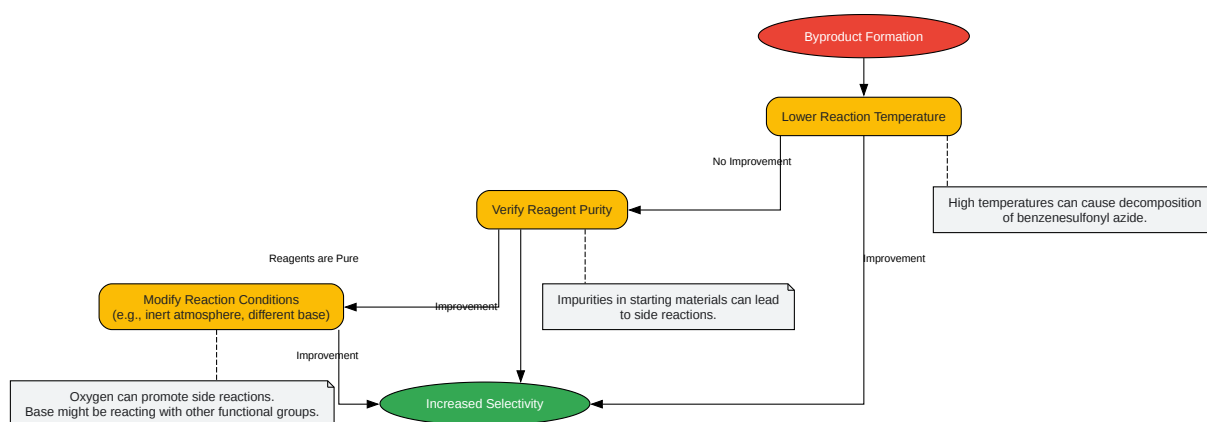 Byproduct Formation
Lower Reaction Temperature
No Improvement
High temperatures can cause decomposition
of benzenesulfonyl azide.
Verify Reagent Purity
Reagents are Pure
Improvement
Modify Reaction Conditions
(e.g., inert atmosphere, different base)
Improvement
Impurities in starting materials can lead
to side reactions.
Improvement
Oxygen can promote side reactions.
Base might be reacting with other functional groups.
Increased Selectivity